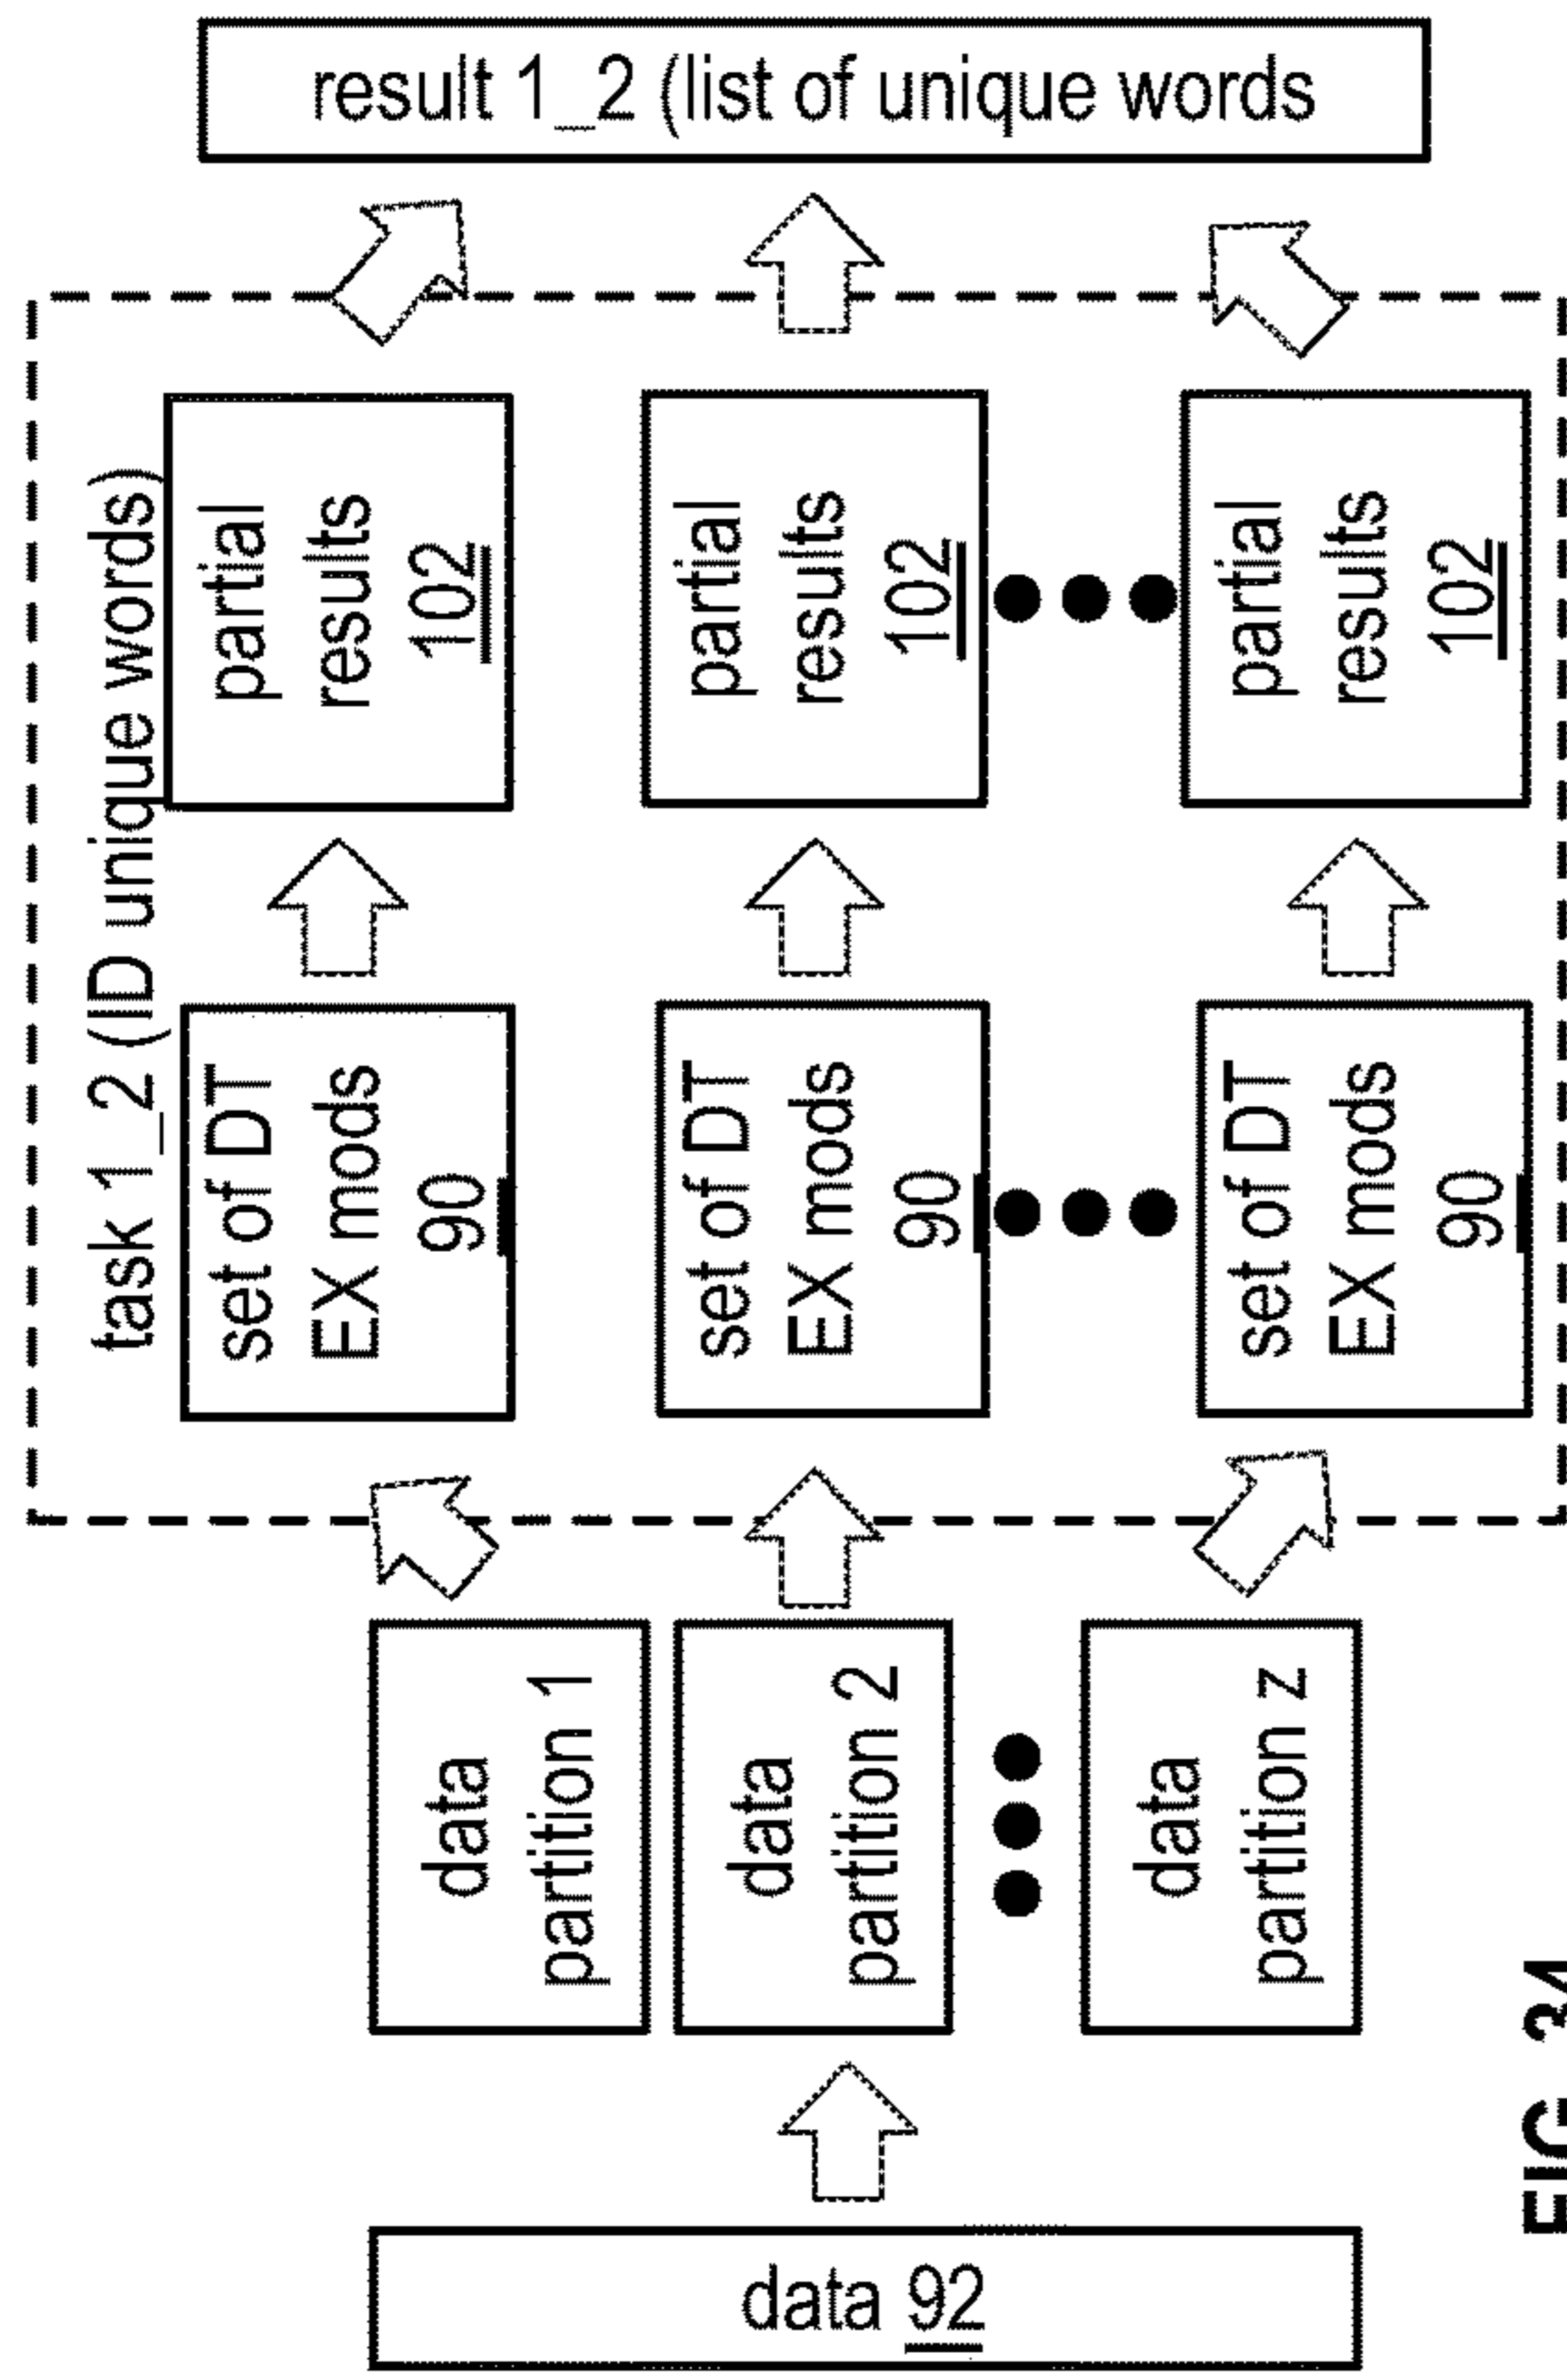 task 1_2 (ID unique words)
data 92
data
partition 1
data
partition 2
data
partition z
set of DT
EX mods
90
set of DT
EX mods
90
set of DT
EX mods
90
partial
results
102
partial
results
102
partial
results
102
result 1_2 (list of unique words
FIG. 34